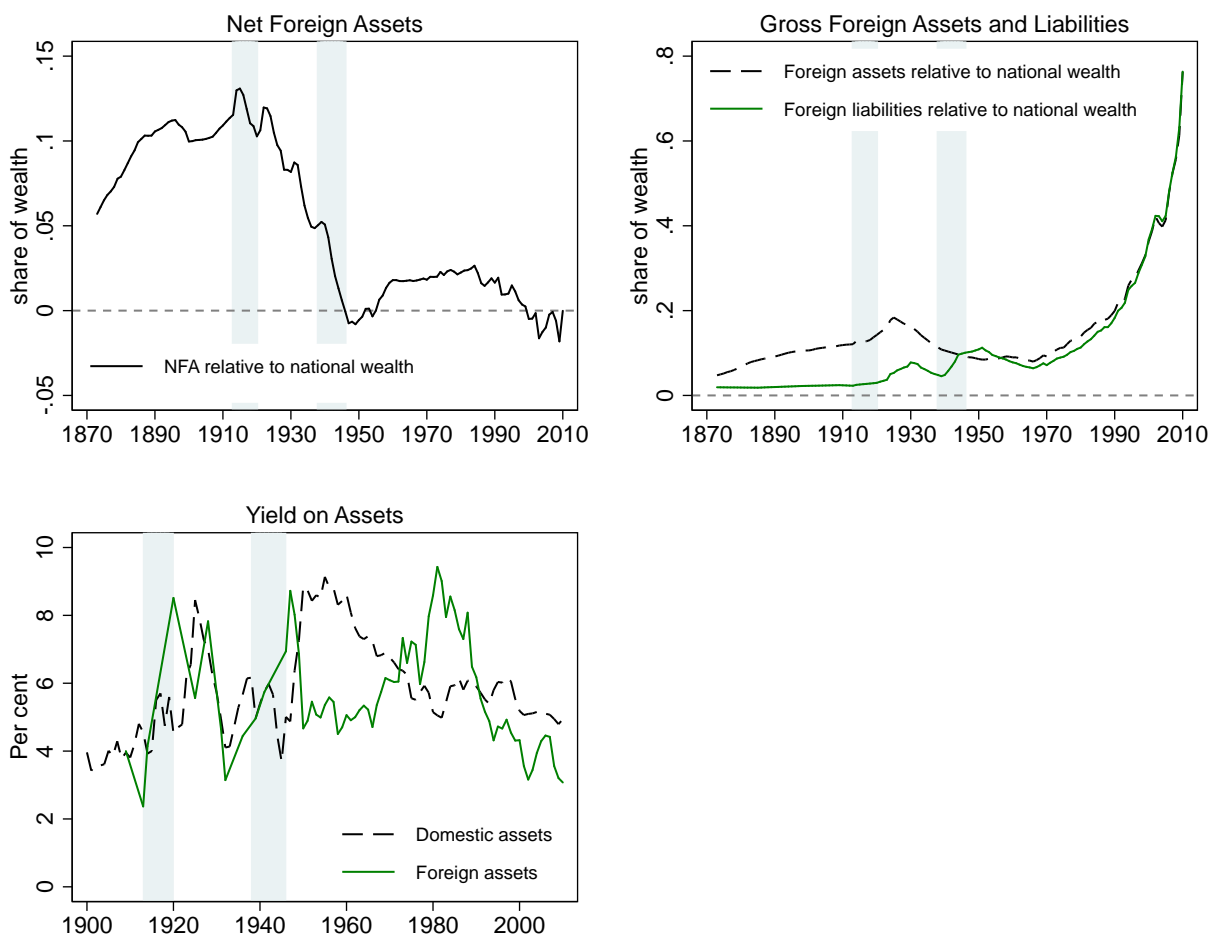 Net Foreign Assets
share of wealth
.15
.1
.05
0
-.05
NFA relative to national wealth
1870 1890 1910 1930 1950 1970 1990 2010
Gross Foreign Assets and Liabilities
share of wealth
.8
.6
.4
.2
0
Foreign assets relative to national wealth
Foreign liabilities relative to national wealth
1870 1890 1910 1930 1950 1970 1990 2010
Yield on Assets
Per cent
10
8
6
4
2
0
Domestic assets
Foreign assets
1900 1920 1940 1960 1980 2000